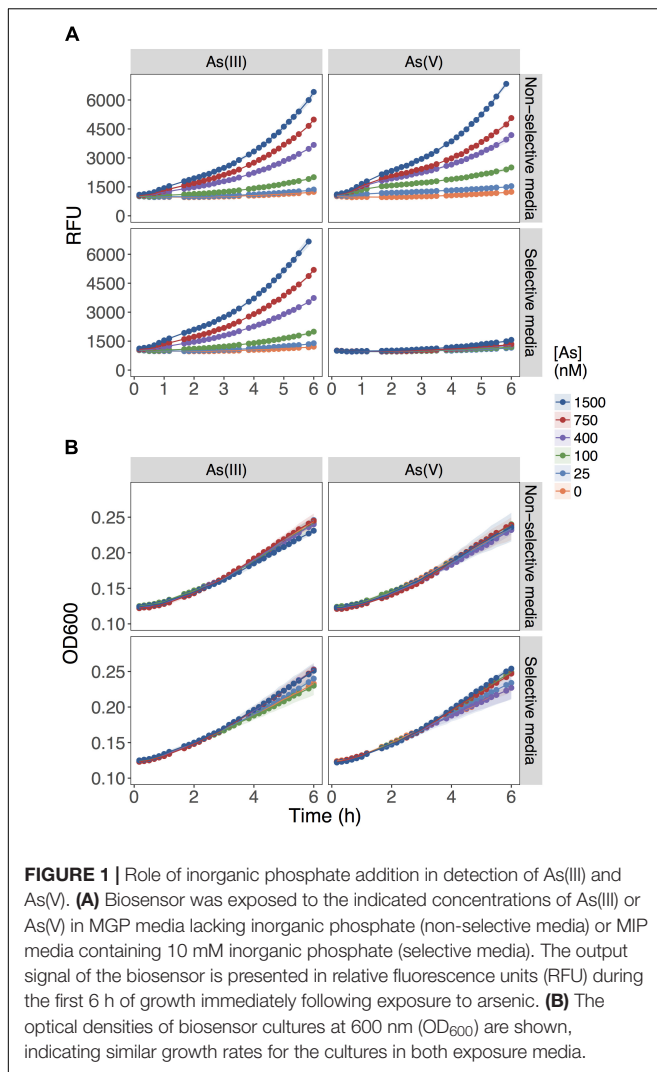 A
As(III) As(V)
6000
4500
3000
1500
0
Non−selective media
6000
4500
3000
1500
0
Selective media
RFU
0 1 2 3 4 5 6 0 1 2 3 4 5 6
[As]
(nM)
1500
750
400
100
25
0
B
As(III) As(V)
0.25
0.20
0.15
0.10
Non−selective media
0.25
0.20
0.15
0.10
Selective media
OD600
0 2 4 6 0 2 4 6
Time (h)
FIGURE 1 | Role of inorganic phosphate addition in detection of As(III) and
As(V). (A) Biosensor was exposed to the indicated concentrations of As(III) or
As(V) in MGP media lacking inorganic phosphate (non-selective media) or MIP
media containing 10 mM inorganic phosphate (selective media). The output
signal of the biosensor is presented in relative fluorescence units (RFU) during
the first 6 h of growth immediately following exposure to arsenic. (B) The
optical densities of biosensor cultures at 600 nm (OD600) are shown,
indicating similar growth rates for the cultures in both exposure media.